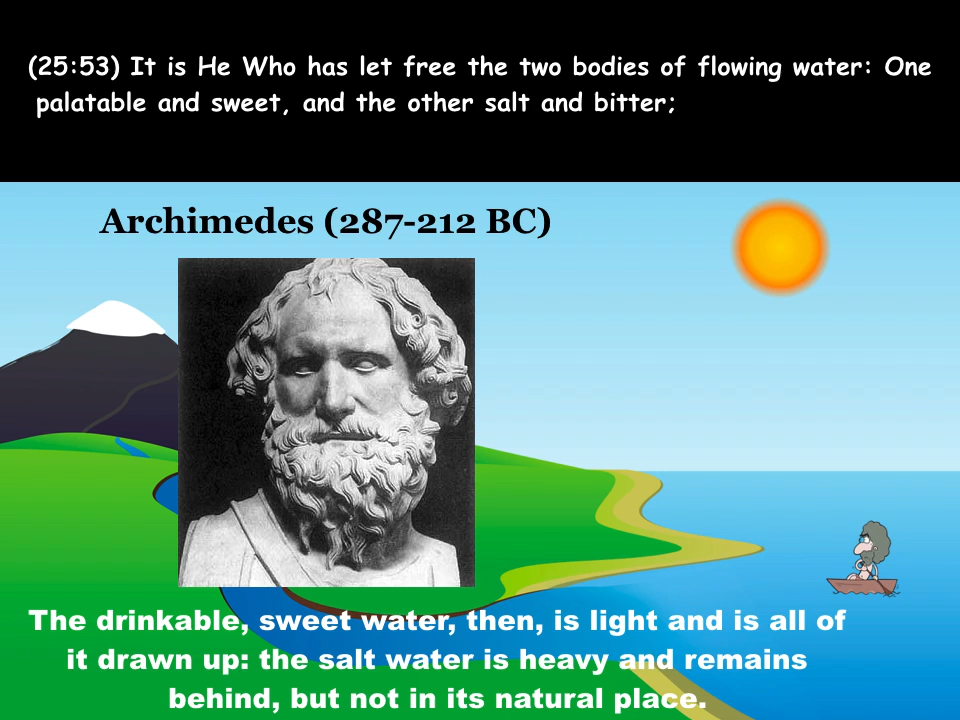 (25:53) It is He Who has let free the two bodies of flowing water: One
palatable and sweet, and the other salt and bitter;
Archimedes (287-212 BC)
The drinkable, sweet water, then, is light and is all of
it drawn up: the salt water is heavy and remains
behind, but not in its natural place.